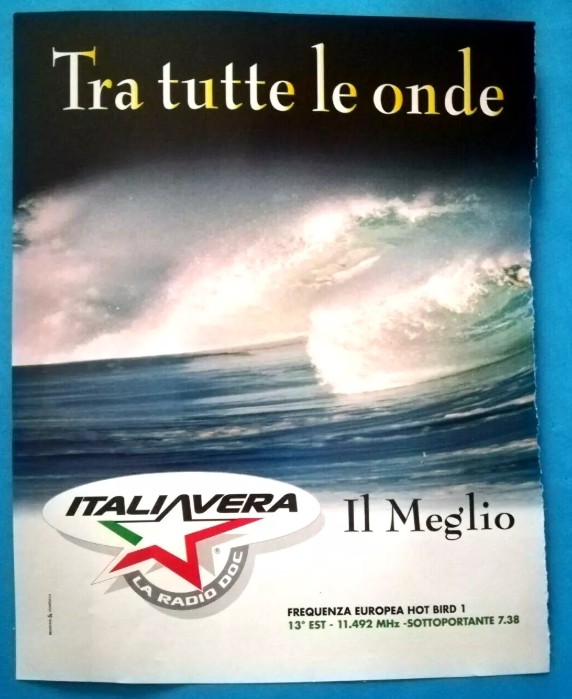 Tra tutte le onde
ITALIAVERA
®
LA RADIO DOC
Il Meglio
FREQUENZA EUROPEA HOT BIRD 1
13° EST - 11.492 MHz -SOTTOPORTANTE 7.38